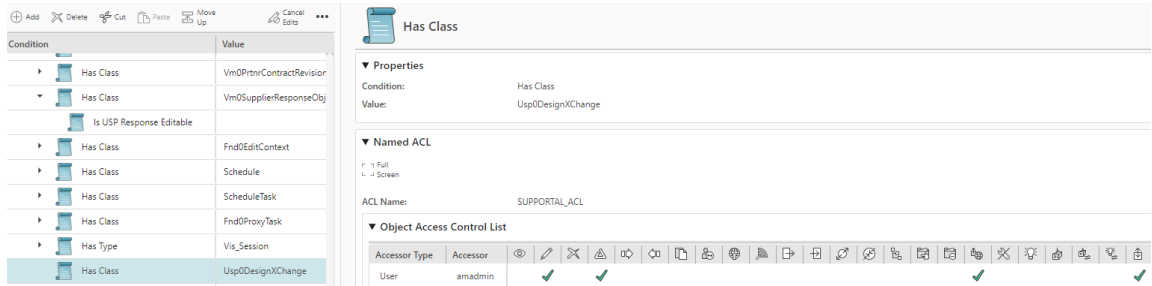 Add Delete Cut Paste Move Up Cancel Edits
Has Class
Condition Value
Has Class Vm0PrtnrContractRevision
Has Class Vm0SupplierResponseObj
Is USP Response Editable
Has Class Fnd0EditContext
Has Class Schedule
Has Class ScheduleTask
Has Class Fnd0ProxyTask
Has Type Vis_Session
Has Class Usp0DesignXChange
Properties
Condition: Has Class
Value: Usp0DesignXChange
Named ACL
Full
Screen
ACL Name: SUPPORTAL_ACL
Object Access Control List
Accessor Type Accessor
User amadmin